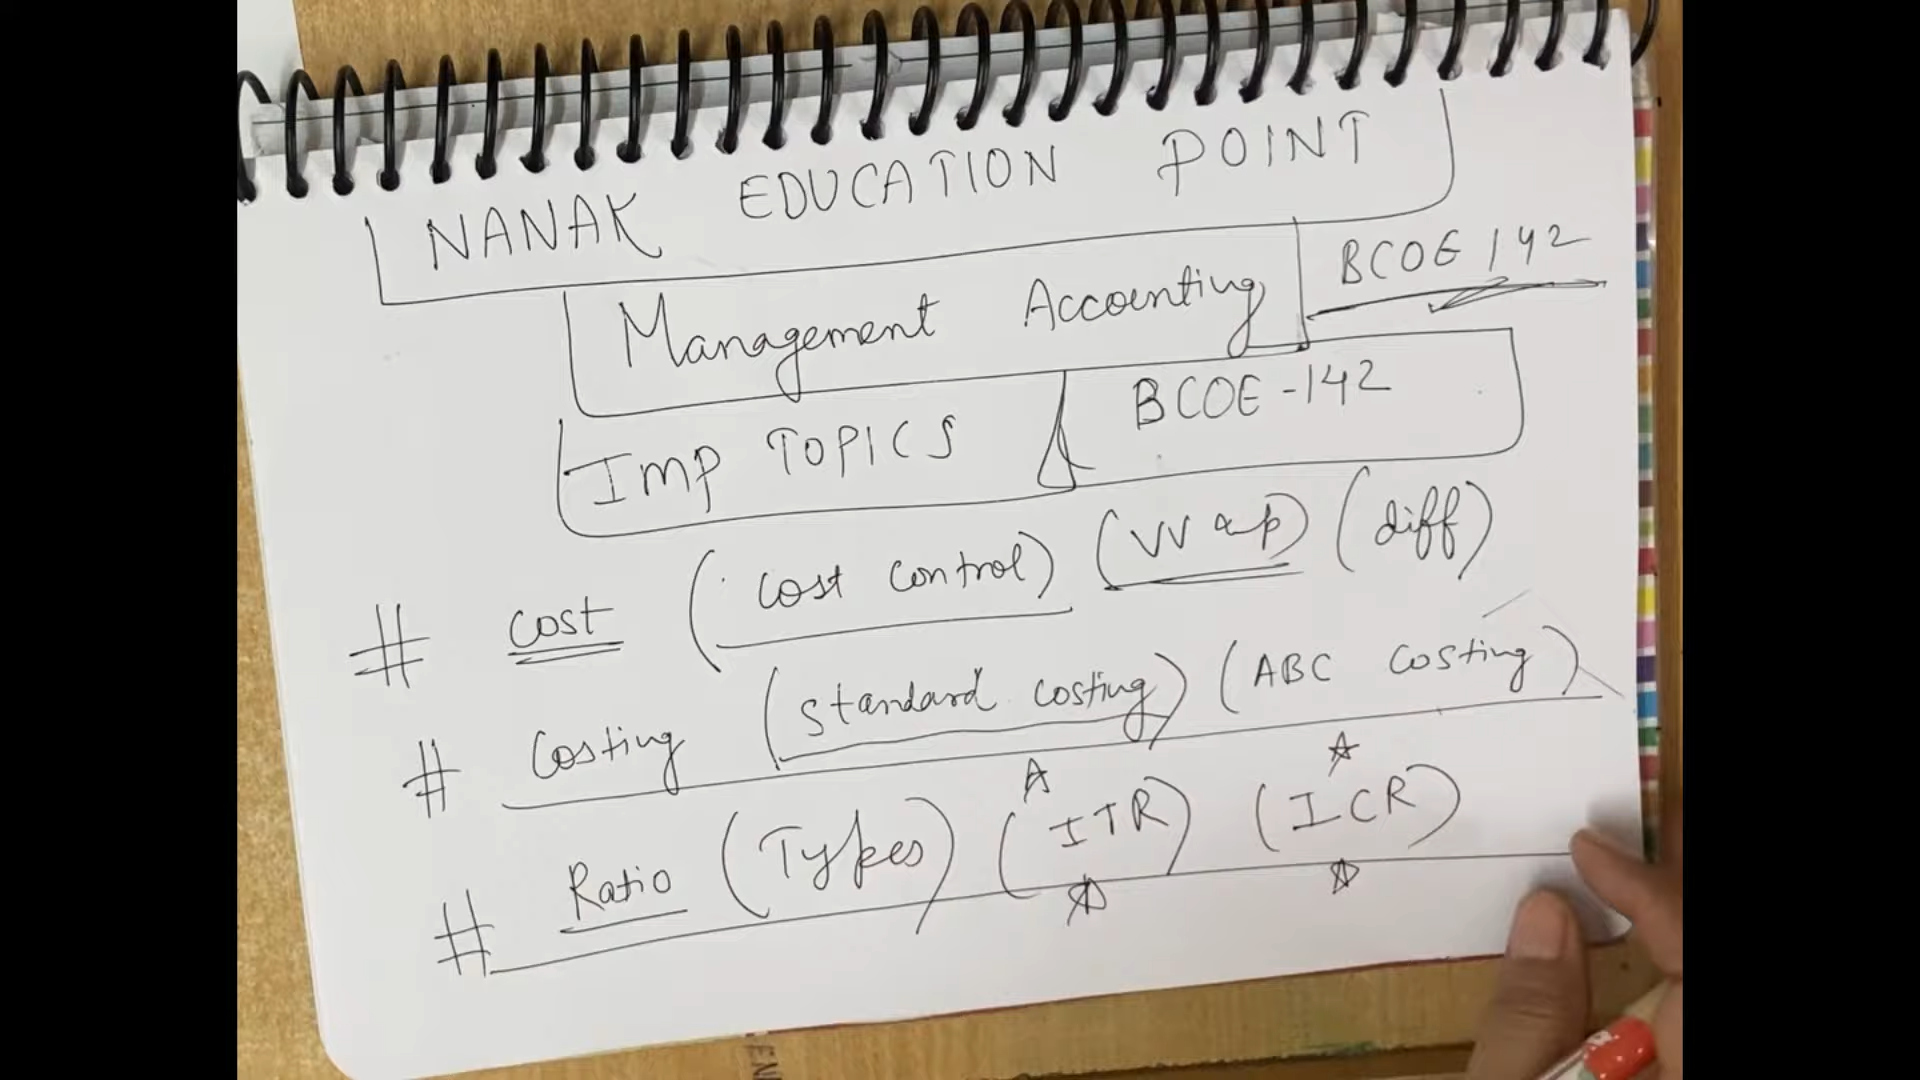 NANAK EDUCATION POINT
Management Accounting BCOE 142
IMP TOPICS BCOE-142
# Cost (Cost Control) (VV Imp) (diff)
# Costing (Standard Costing) (ABC Costing)
# Ratio (Types) (ITR) (ICR)
EN